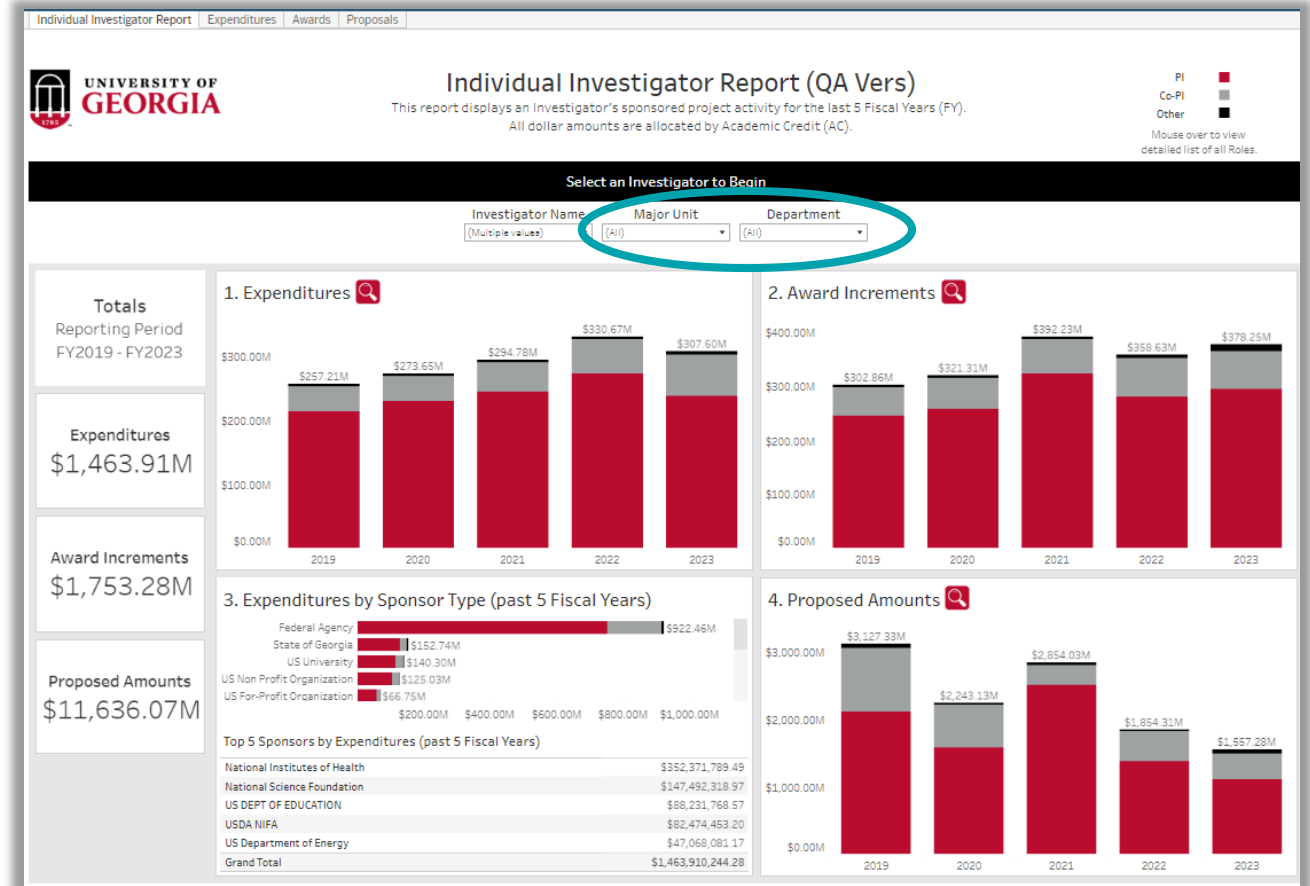 Individual Investigator Report Expenditures Awards Proposals
UNIVERSITY OF
GEORGIA
1785
Individual Investigator Report (QA Vers)
This report displays an Investigator's sponsored project activity for the last 5 Fiscal Years (FY).
All dollar amounts are allocated by Academic Credit (AC).
PI
Co-PI
Other
Mouse over to view
detailed list of all Roles.
Select an Investigator to Begin
Investigator Name Major Unit Department
(Multiple values) (All) (All)
Totals
Reporting Period
FY2019 - FY2023
Expenditures
$1,463.91M
Award Increments
$1,753.28M
Proposed Amounts
$11,636.07M
1. Expenditures
$330.67M
$307.60M
$294.78M
$273.65M
$257.21M
$300.00M
$200.00M
$100.00M
$0.00M
2019 2020 2021 2022 2023
2. Award Increments
$400.00M
$392.23M
$378.25M
$358.63M
$321.31M
$302.86M
$300.00M
$200.00M
$100.00M
$0.00M
2019 2020 2021 2022 2023
3. Expenditures by Sponsor Type (past 5 Fiscal Years)
Federal Agency $922.46M
State of Georgia $152.74M
US University $140.30M
US Non Profit Organization $125.03M
US For-Profit Organization $66.75M
$200.00M $400.00M $600.00M $800.00M $1,000.00M
Top 5 Sponsors by Expenditures (past 5 Fiscal Years)
National Institutes of Health $352,371,789.49
National Science Foundation $147,492,318.97
US DEPT OF EDUCATION $88,231,768.57
USDA NIFA $82,474,453.20
US Department of Energy $47,068,081.17
Grand Total $1,463,910,244.28
4. Proposed Amounts
$3,127.33M
$3,000.00M
$2,854.03M
$2,243.13M
$2,000.00M
$1,854.31M
$1,557.28M
$1,000.00M
$0.00M
2019 2020 2021 2022 2023